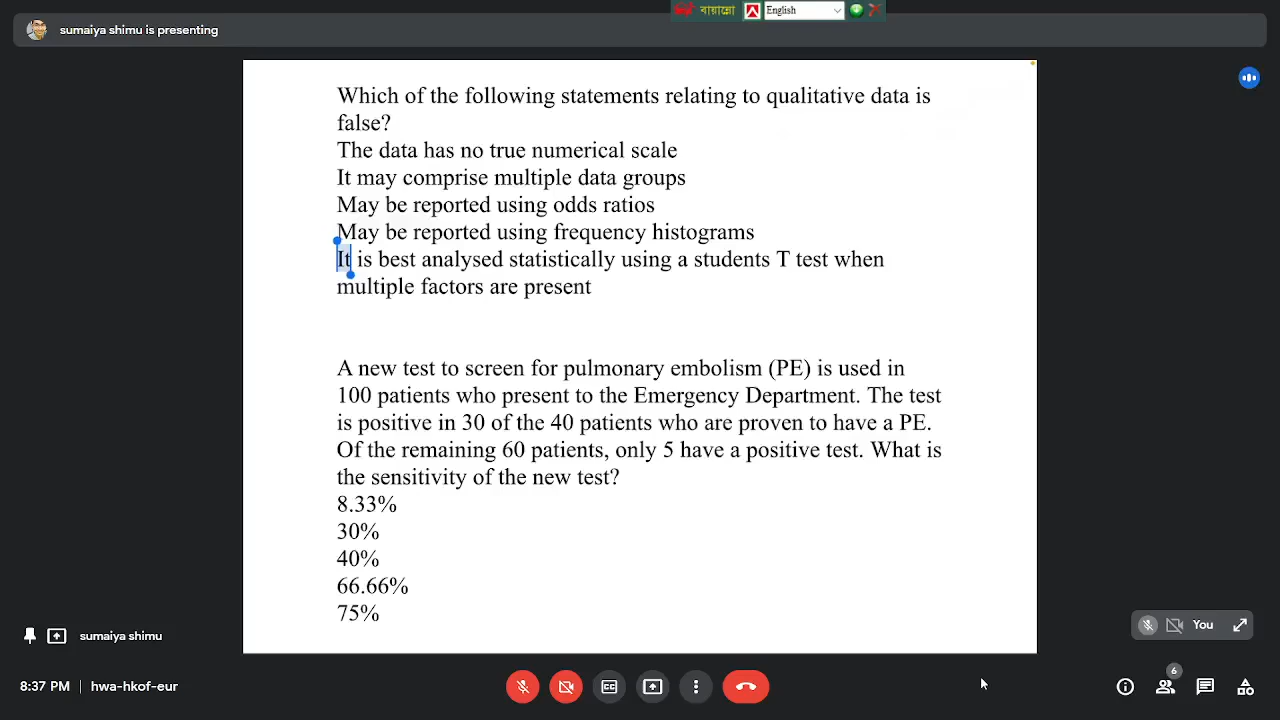 বায়ান্নো English
sumaiya shimu is presenting
Which of the following statements relating to qualitative data is
false?
The data has no true numerical scale
It may comprise multiple data groups
May be reported using odds ratios
May be reported using frequency histograms
It is best analysed statistically using a students T test when
multiple factors are present
A new test to screen for pulmonary embolism (PE) is used in
100 patients who present to the Emergency Department. The test
is positive in 30 of the 40 patients who are proven to have a PE.
Of the remaining 60 patients, only 5 have a positive test. What is
the sensitivity of the new test?
8.33%
30%
40%
66.66%
75%
sumaiya shimu
You
8:37 PM | hwa-hkof-eur
6